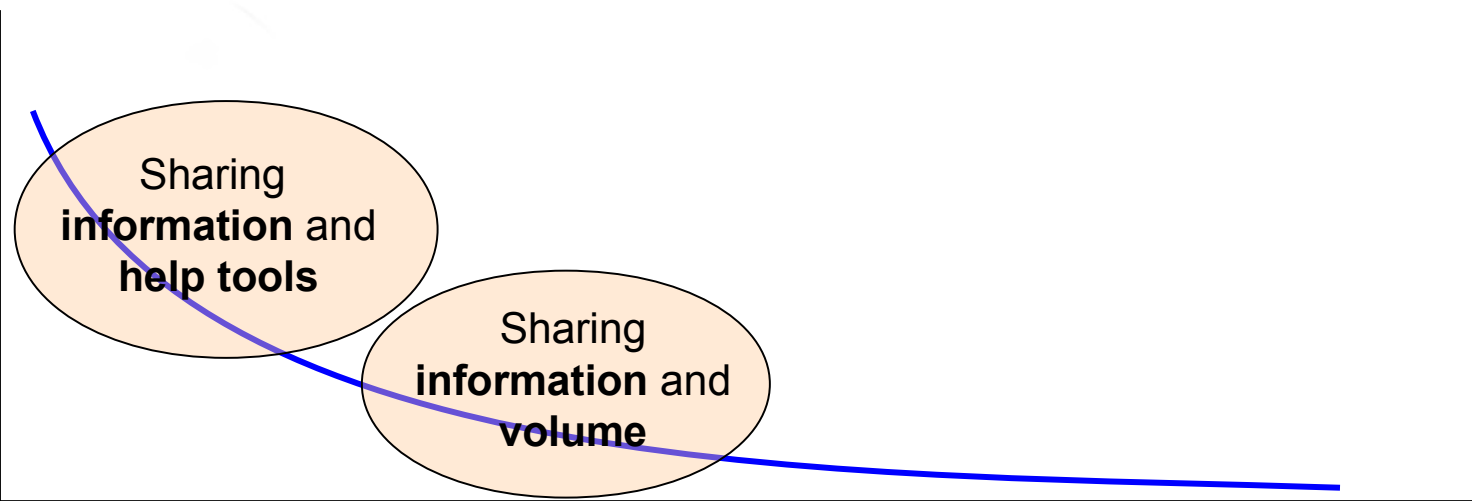 Sharing
information and
help tools
Sharing
information and
volume